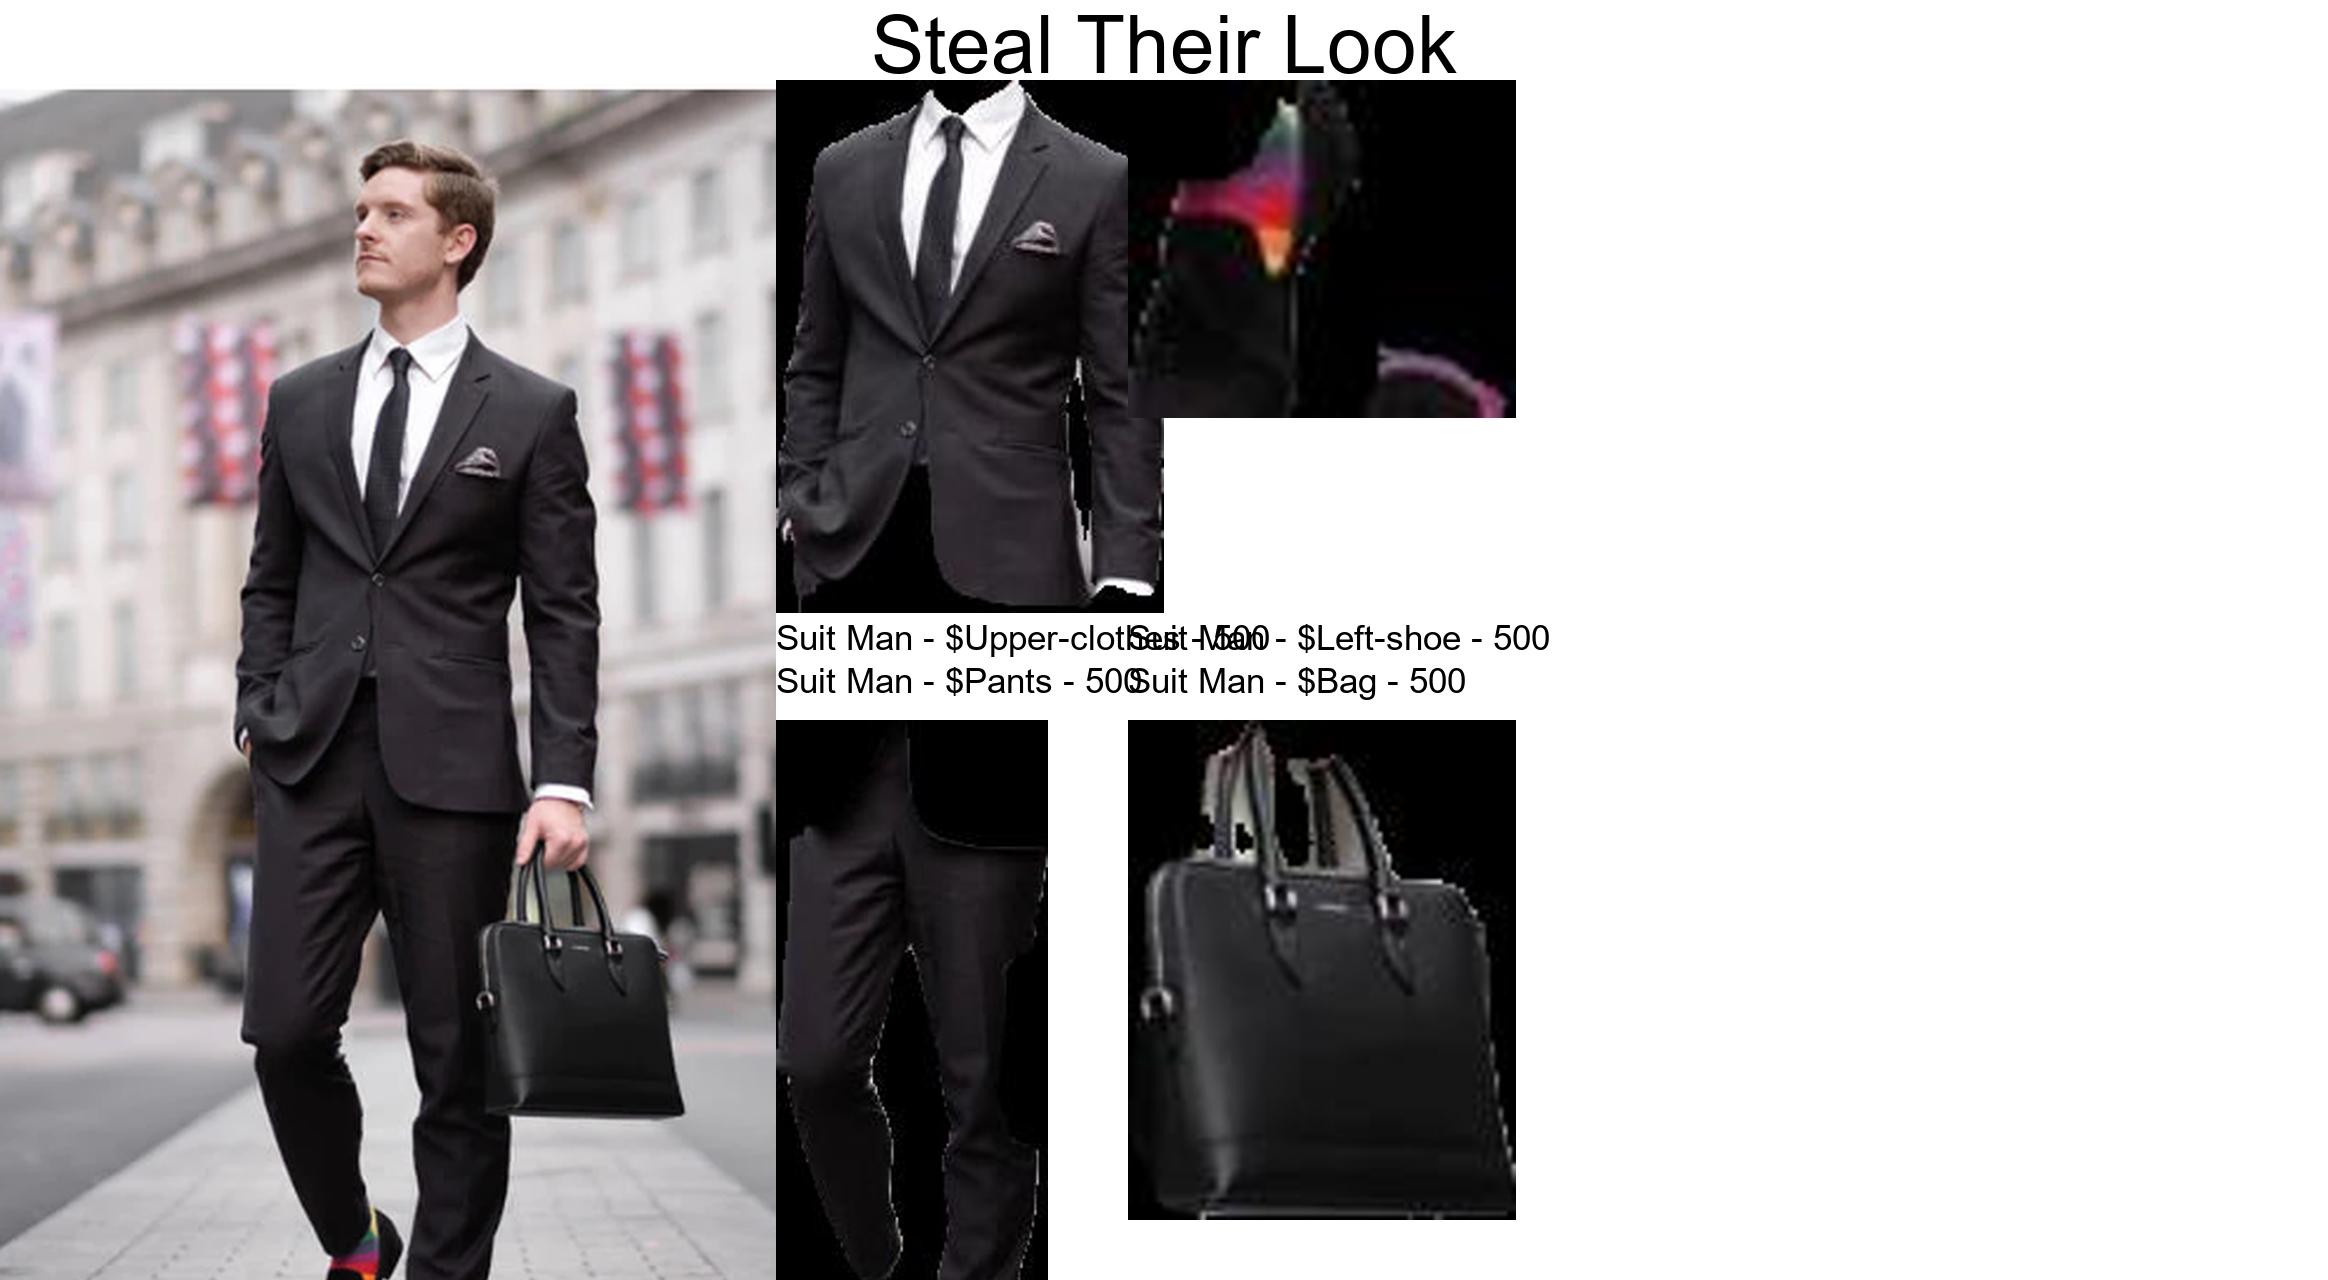 Steal Their Look
Suit Man - $Upper-clothes - 500
Suit Man - $Left-shoe - 500
Suit Man - $Pants - 500
Suit Man - $Bag - 500